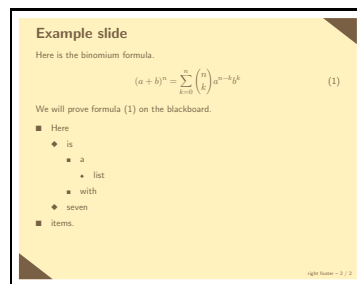 Example slide
Here is the binomium formula.
(a + b)^n = \sum_{k=0}^{n} \binom{n}{k} a^{n-k} b^k (1)
We will prove formula (1) on the blackboard.
■ Here
◆ is
■ a
◆ list
■ with
◆ seven
■ items.
right footer – 2 / 2